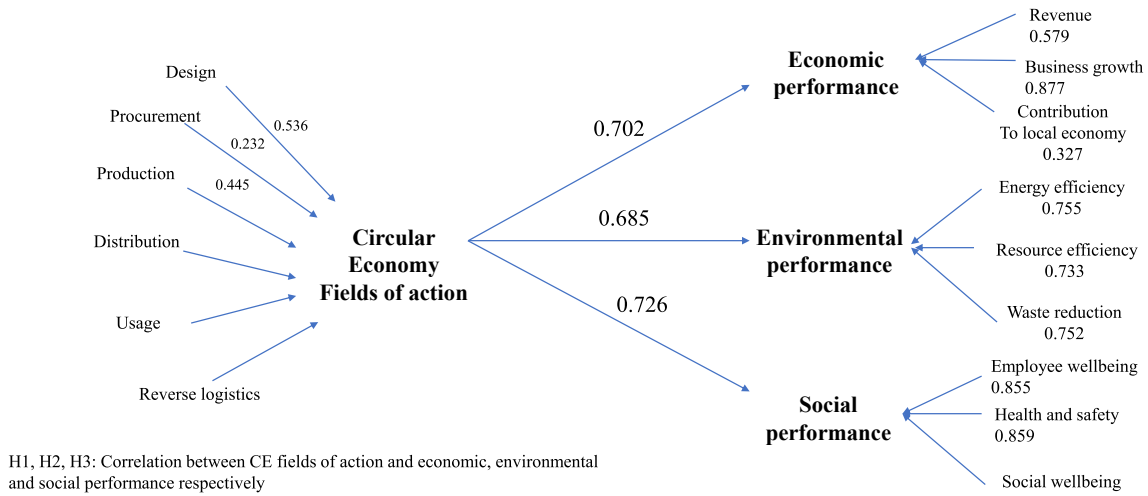 Design
0.536
Procurement
0.232
Production
0.445
Distribution
Usage
Reverse logistics
Circular
Economy
Fields of action
0.702
0.685
0.726
Economic
performance
Revenue
0.579
Business growth
0.877
Contribution
To local economy
0.327
Environmental
performance
Energy efficiency
0.755
Resource efficiency
0.733
Waste reduction
0.752
Social
performance
Employee wellbeing
0.855
Health and safety
0.859
Social wellbeing
H1, H2, H3: Correlation between CE fields of action and economic, environmental
and social performance respectively